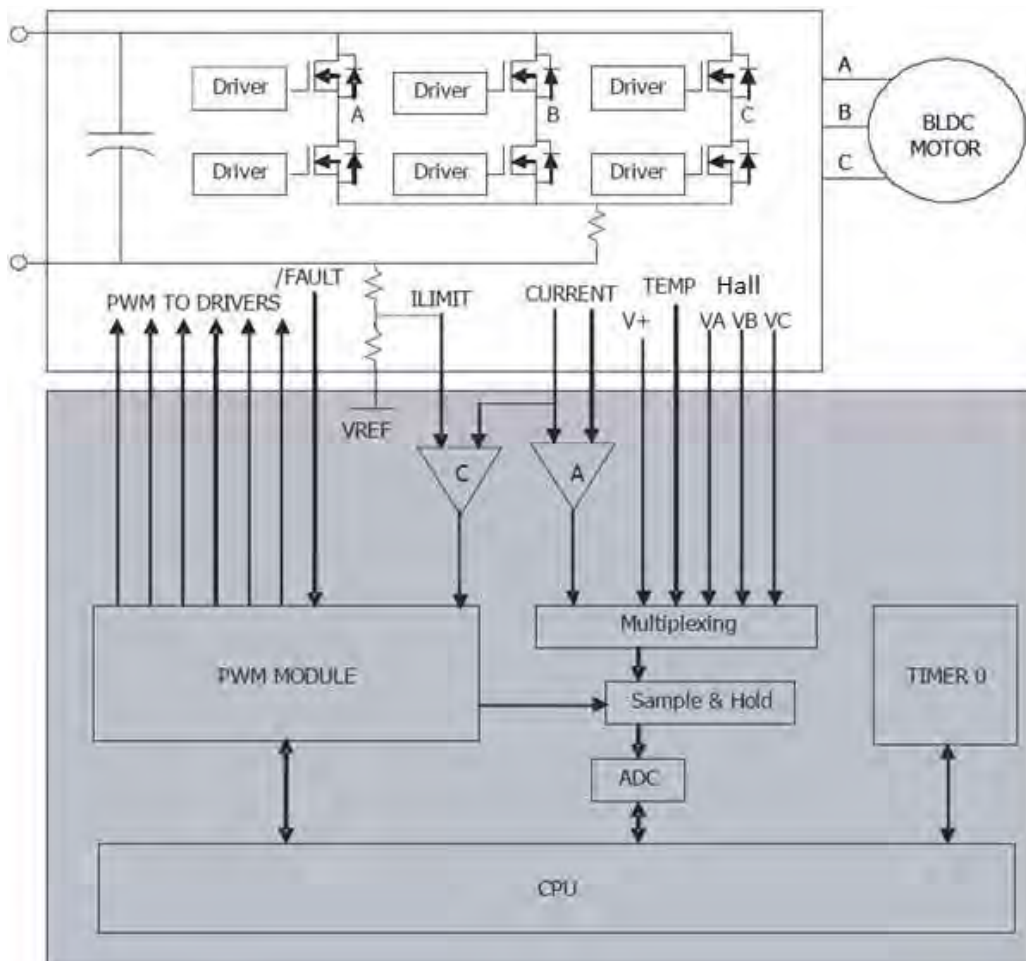 Driver
Driver
Driver
A
B
C
Driver
Driver
Driver
A
B
C
BLDC
MOTOR
/FAULT
PWM TO DRIVERS
ILIMIT
CURRENT
TEMP
Hall
V+
VA VB VC
VREF
C
A
PWM MODULE
Multiplexing
Sample & Hold
ADC
TIMER 0
CPU